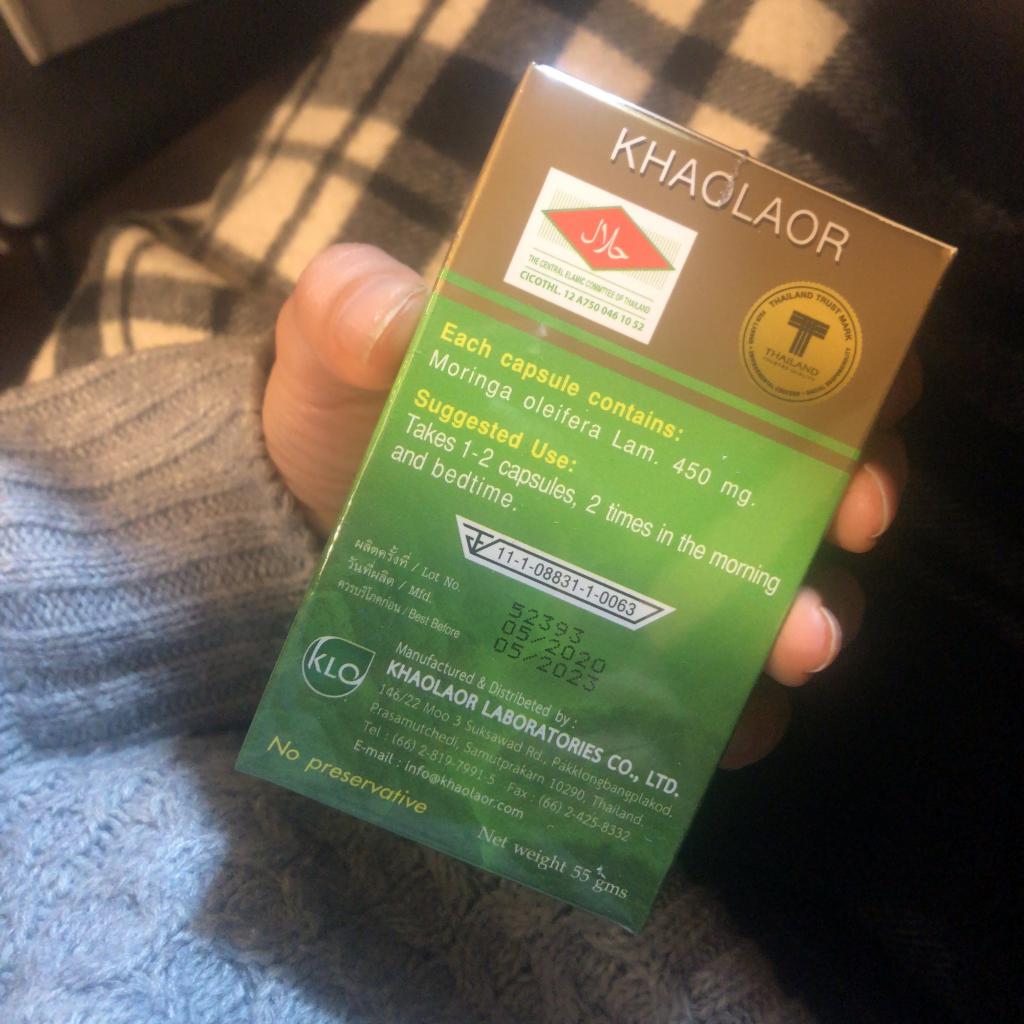 KHAOLAOR
حلال
THE CENTRAL ISLAMIC COMMITTEE OF THAILAND
CICOTHL. 12 A750 046 10 52
THAILAND TRUST MARK
T
THAILAND
TRUSTED QUALITY
Each capsule contains:
Moringa oleifera Lam. 450 mg.
Suggested Use:
Takes 1-2 capsules, 2 times in the morning
and bedtime.
อย
11-1-08831-1-0063
ผลิตครั้งที่ / Lot No.
52393
วันที่ผลิต / Mfd.
05/2020
ควรบริโภคก่อน / Best Before
05/2023
KLO
Manufactured & Distribeted by :
KHAOLAOR LABORATORIES CO., LTD.
146/22 Moo 3 Suksawad Rd., Pakklongbangplakod,
Prasamutchedi, Samutprakarn 10290, Thailand.
Tel : (66) 2-819-7991-5 Fax : (66) 2-425-8332
E-mail : info@khaolaor.com
No preservative
Net weight 55 gms